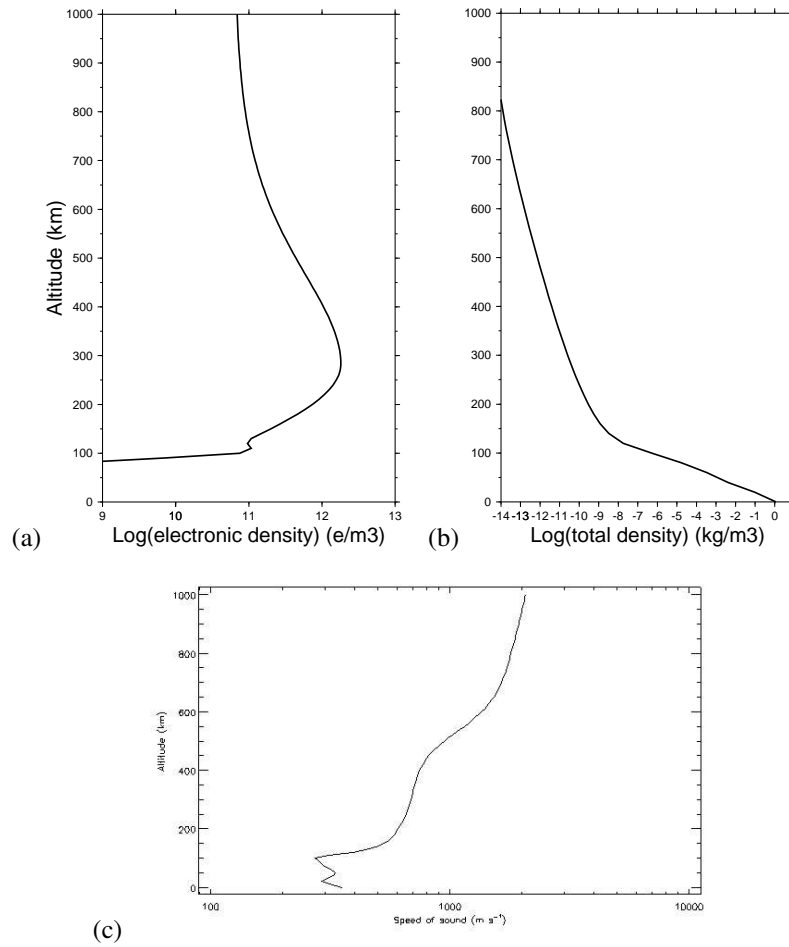 1000
900
800
700
600
500
400
300
200
100
0
Altitude (km)
9 10 11 12 13
Log(electronic density) (e/m3)
(a)
1000
900
800
700
600
500
400
300
200
100
0
-14 -13 -12 -11 -10 -9 -8 -7 -6 -5 -4 -3 -2 -1 0
Log(total density) (kg/m3)
(b)
1000
800
600
400
200
0
Altitude (km)
100 1000 10000
Speed of sound (m s⁻¹)
(c)